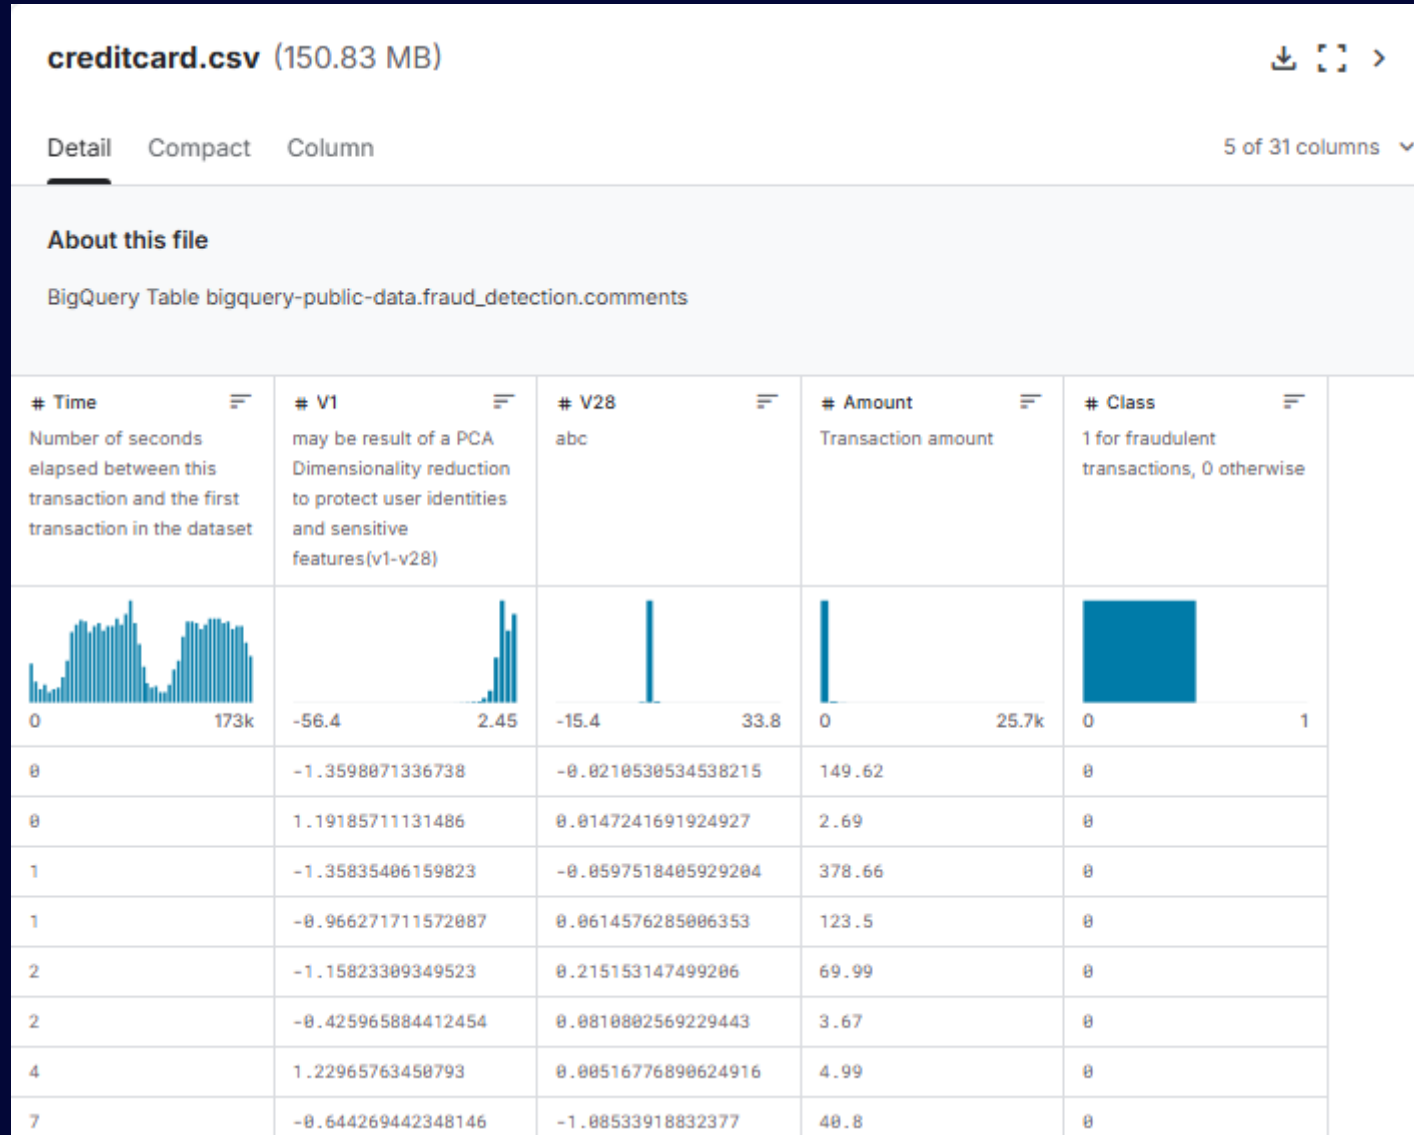 creditcard.csv (150.83 MB)
Detail Compact Column 5 of 31 columns
About this file
BigQuery Table bigquery-public-data.fraud_detection.comments
# Time # V1 # V28 # Amount # Class
Number of seconds may be result of a PCA abc Transaction amount 1 for fraudulent
elapsed between this Dimensionality reduction transactions, 0 otherwise
transaction and the first to protect user identities
transaction in the dataset and sensitive
features(v1-v28)
0 173k -56.4 2.45 -15.4 33.8 0 25.7k 0 1
0 -1.3598071336738 -0.0210530534538215 149.62 0
0 1.19185711131486 0.0147241691924927 2.69 0
1 -1.35835406159823 -0.0597518405929204 378.66 0
1 -0.966271711572087 0.0614576285006353 123.5 0
2 -1.15823309349523 0.215153147499206 69.99 0
2 -0.425965884412454 0.0810802569229443 3.67 0
4 1.22965763450793 0.00516776890624916 4.99 0
7 -0.644269442348146 -1.08533918832377 40.8 0